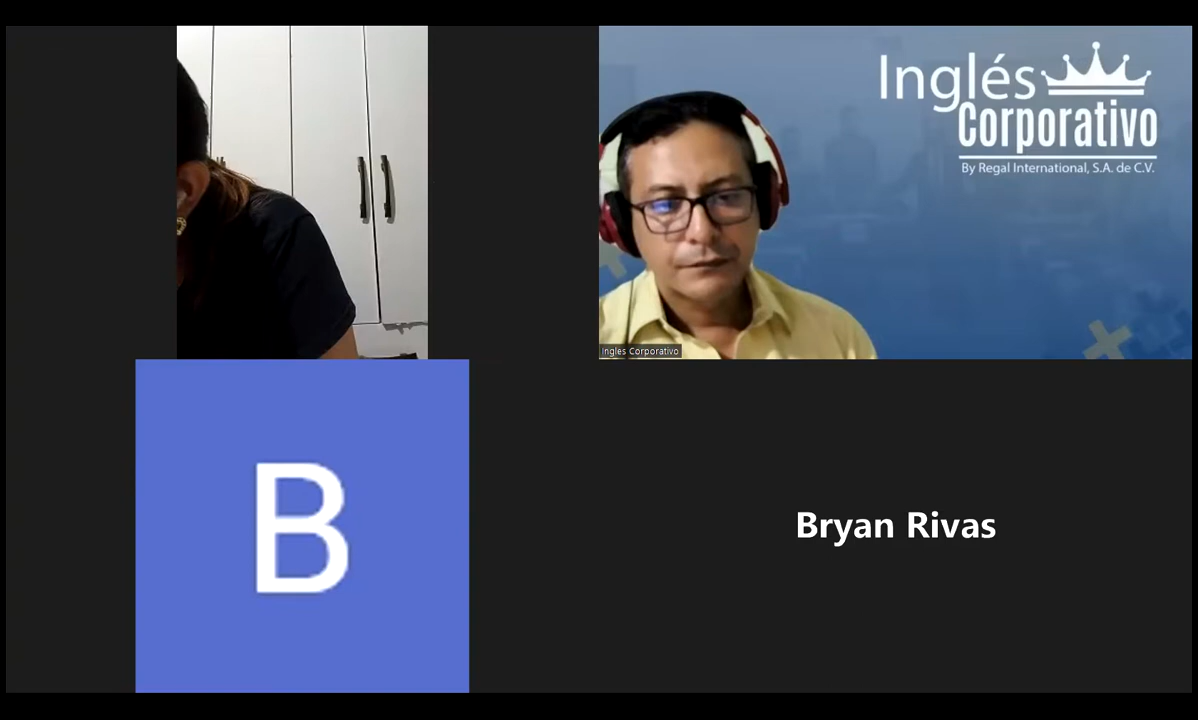 Inglés
Corporativo
By Regal International, S.A. de C.V.
Ingles Corporativo
B
Bryan Rivas